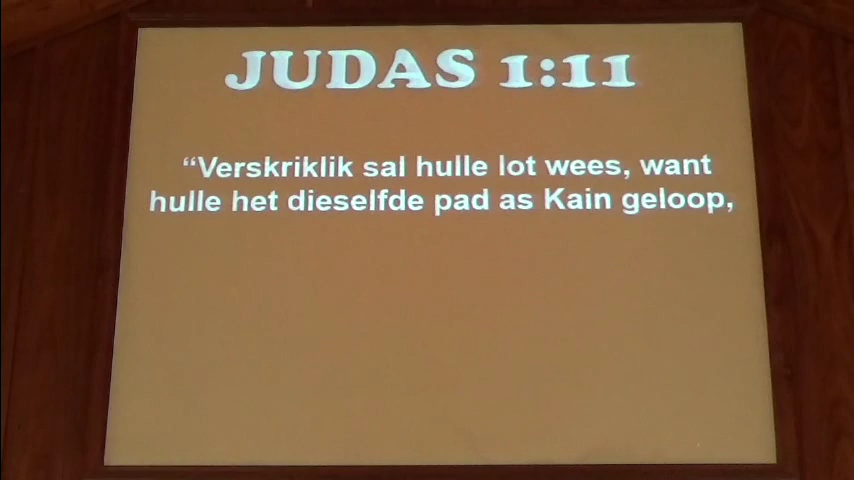 JUDAS 1:11
“Verskriklik sal hulle lot wees, want
hulle het dieselfde pad as Kain geloop,